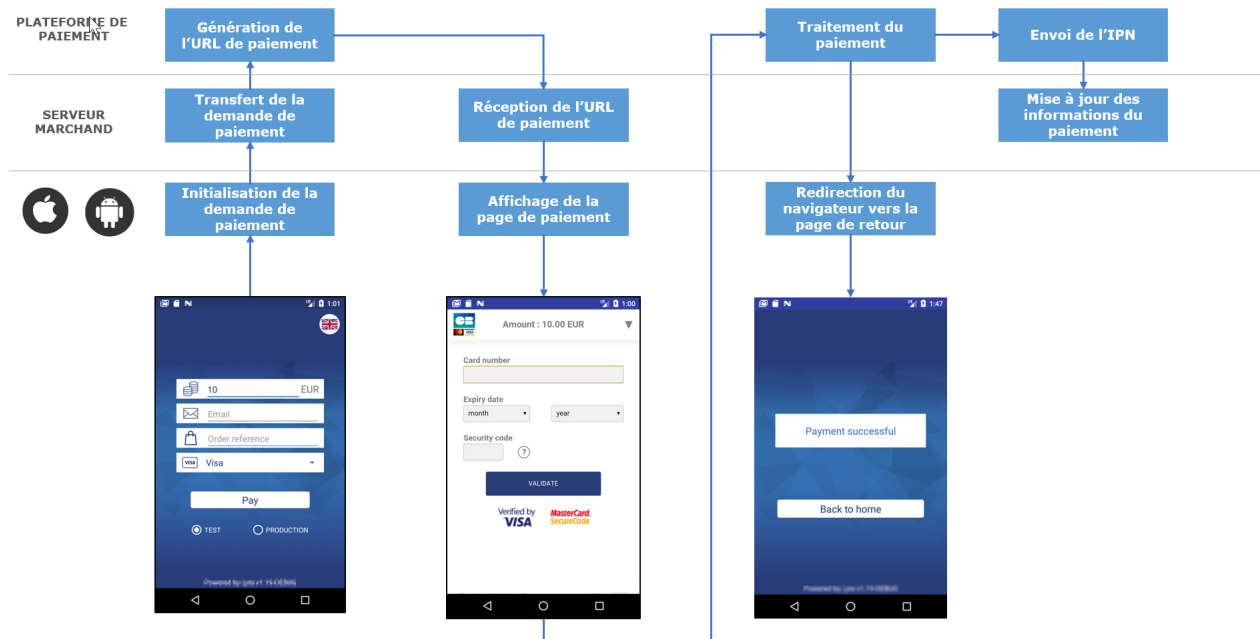 PLATEFORME DE
PAIEMENT
Génération de
l'URL de paiement
Traitement du
paiement
Envoi de l'IPN
SERVEUR
MARCHAND
Transfert de la
demande de
paiement
Réception de l'URL
de paiement
Mise à jour des
informations du
paiement
Initialisation de la
demande de
paiement
Affichage de la
page de paiement
Redirection du
navigateur vers la
page de retour
1:01
10 EUR
Email
Order reference
VISA Visa
Pay
TEST PRODUCTION
1:00
CB Amount : 10.00 EUR
Card number
Expiry date
month year
Security code
?
VALIDATE
Verified by
VISA
MasterCard.
SecureCode.
1:47
Payment successful
Back to home